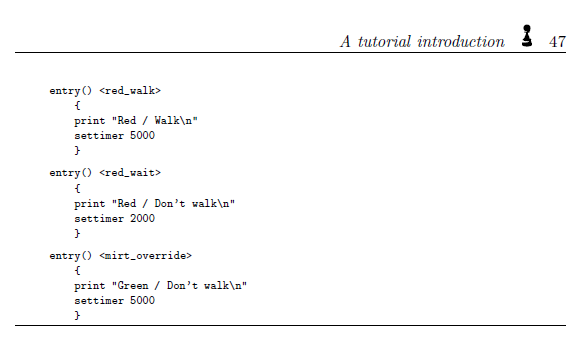 A tutorial introduction 47
entry() <red_walk>
{
print "Red / Walk\n"
settimer 5000
}
entry() <red_wait>
{
print "Red / Don't walk\n"
settimer 2000
}
entry() <mirt_override>
{
print "Green / Don't walk\n"
settimer 5000
}